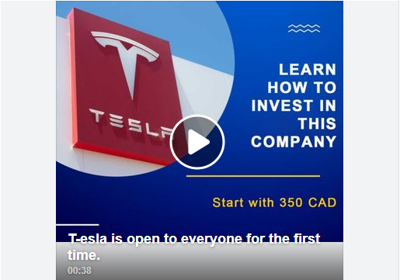 TESLA
LEARN
HOW TO
INVEST IN
THIS
COMPANY
Start with 350 CAD
T-esla is open to everyone for the first
time.
00:38